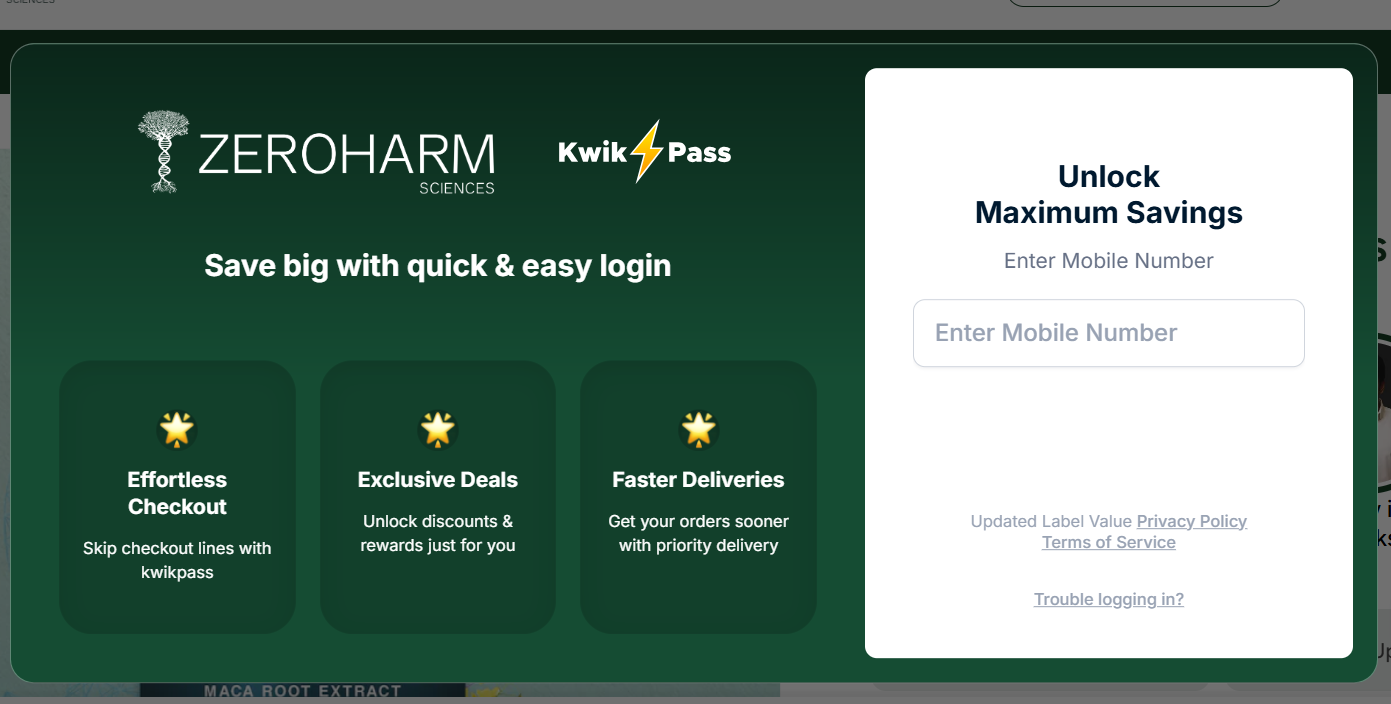 SCIENCES
ZEROHARM
SCIENCES
Kwik Pass
Save big with quick & easy login
Effortless
Checkout
Skip checkout lines with
kwikpass
Exclusive Deals
Unlock discounts &
rewards just for you
Faster Deliveries
Get your orders sooner
with priority delivery
Unlock
Maximum Savings
Enter Mobile Number
Enter Mobile Number
Updated Label Value Privacy Policy
Terms of Service
Trouble logging in?
MACA ROOT EXTRACT